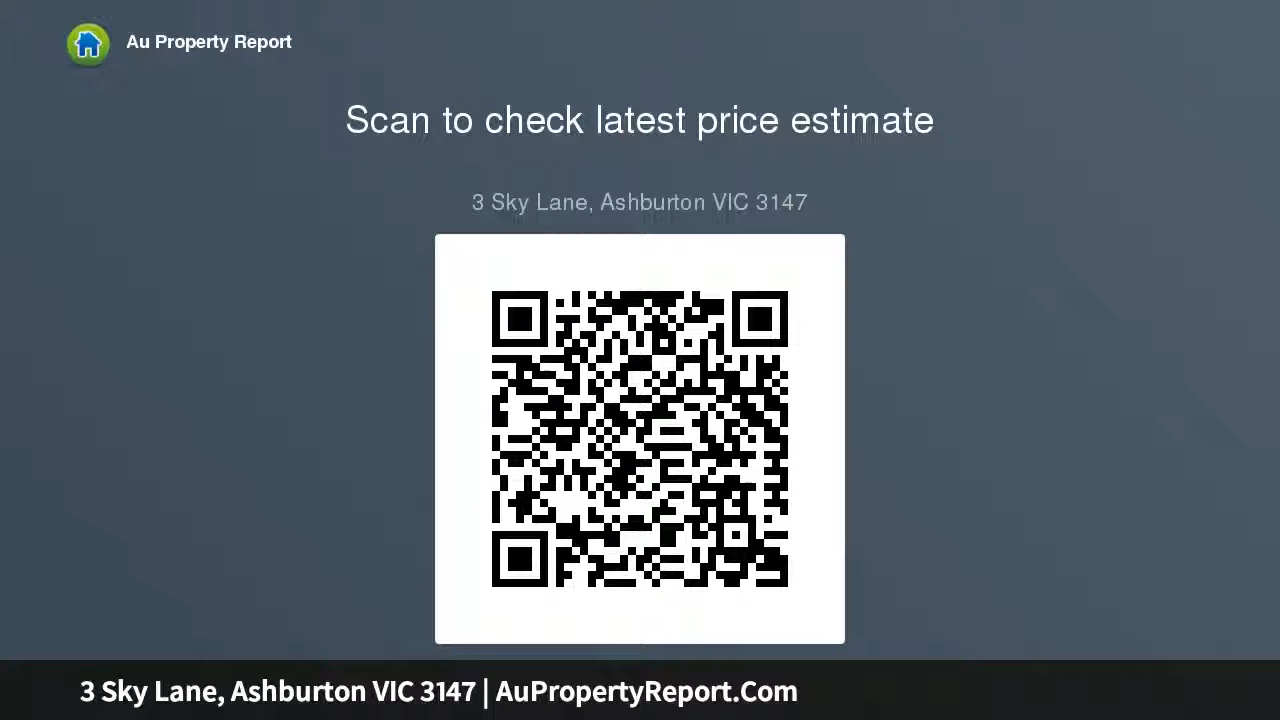 Au Property Report
Scan to check latest price estimate
3 Sky Lane, Ashburton VIC 3147
3 Sky Lane, Ashburton VIC 3147 | AuPropertyReport.Com